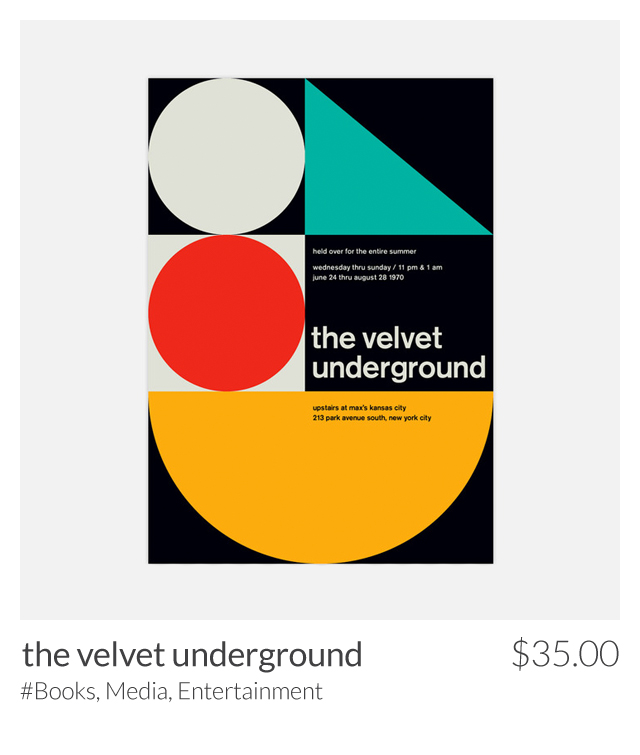 held over for the entire summer
wednesday thru sunday / 11 pm & 1 am
june 24 thru august 28 1970
the velvet
underground
upstairs at max's kansas city
213 park avenue south, new york city
the velvet underground
$35.00
#Books, Media, Entertainment